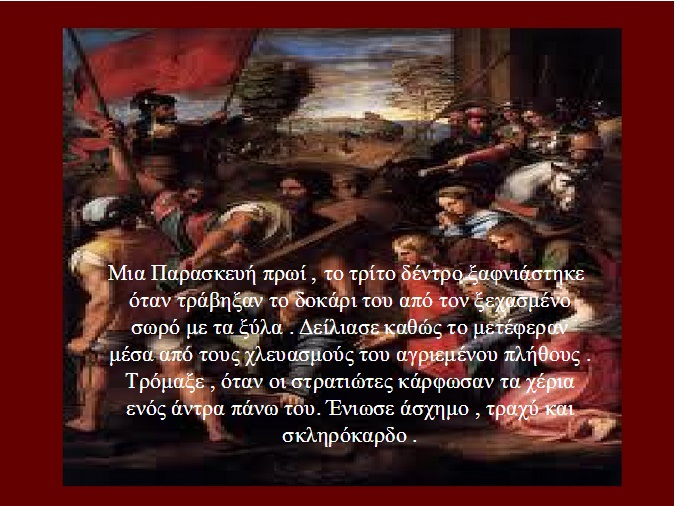 Μια Παρασκευή πρωί , το τρίτο δέντρο ξαφνιάστηκε
όταν τράβηξαν το δοκάρι του από τον ξεχασμένο
σωρό με τα ξύλα . Δείλιασε καθώς το μετέφεραν
μέσα από τους χλευασμούς του αγριεμένου πλήθους .
Τρόμαξε , όταν οι στρατιώτες κάρφωσαν τα χέρια
ενός άντρα πάνω του. Ένιωσε άσχημο , τραχύ και
σκληρόκαρδο .